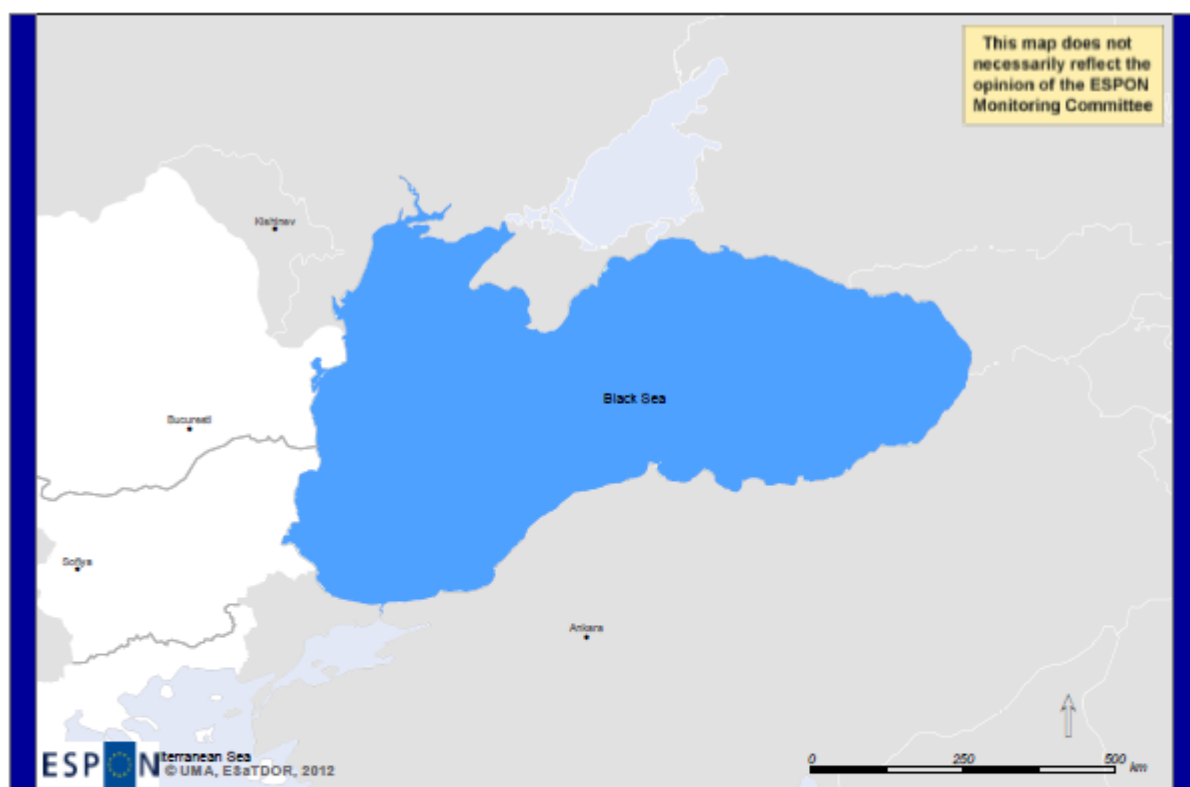 This map does not
necessarily reflect the
opinion of the ESPON
Monitoring Committee
Kishinev
Black Sea
Bucuresti
Sofiya
Ankara
ESPON
iterranean Sea
© UMA, ESaTDOR, 2012
0 250 500
km